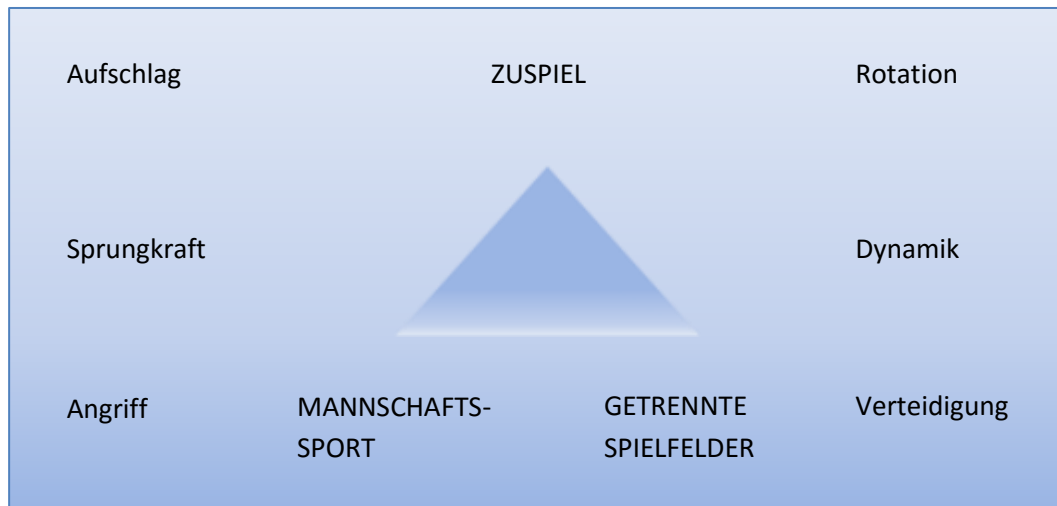 Aufschlag ZUSPIEL Rotation
Sprungkraft Dynamik
Angriff MANNSCHAFTS- GETRENNTE Verteidigung
SPORT SPIELFELDER